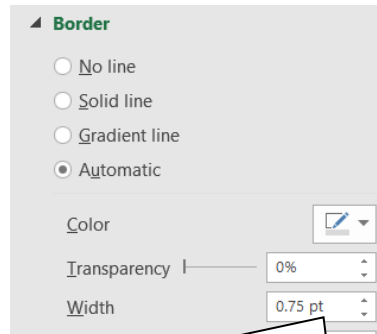 Border
No line
Solid line
Gradient line
Automatic
Color
Transparency 0%
Width 0.75 pt